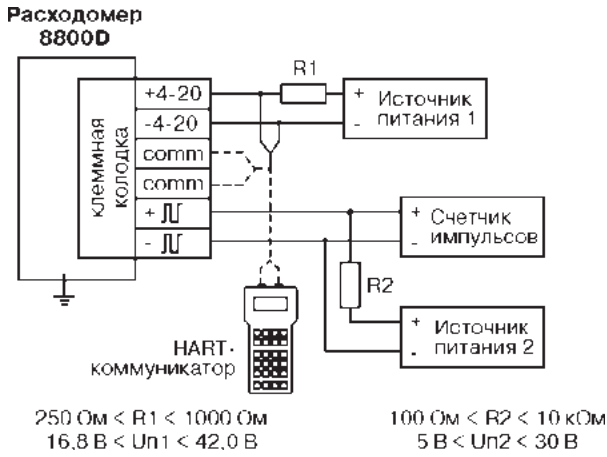 Расходомер
8800D
клеммная
колодка
+4-20
-4-20
comm
comm
+
-
R1
+ Источник
- питания 1
+ Счетчик
- импульсов
R2
+ Источник
- питания 2
HART-
коммуникатор
250 Ом < R1 < 1000 Ом
16,8 В < Uп1 < 42,0 В
100 Ом < R2 < 10 кОм
5 В < Uп2 < 30 В